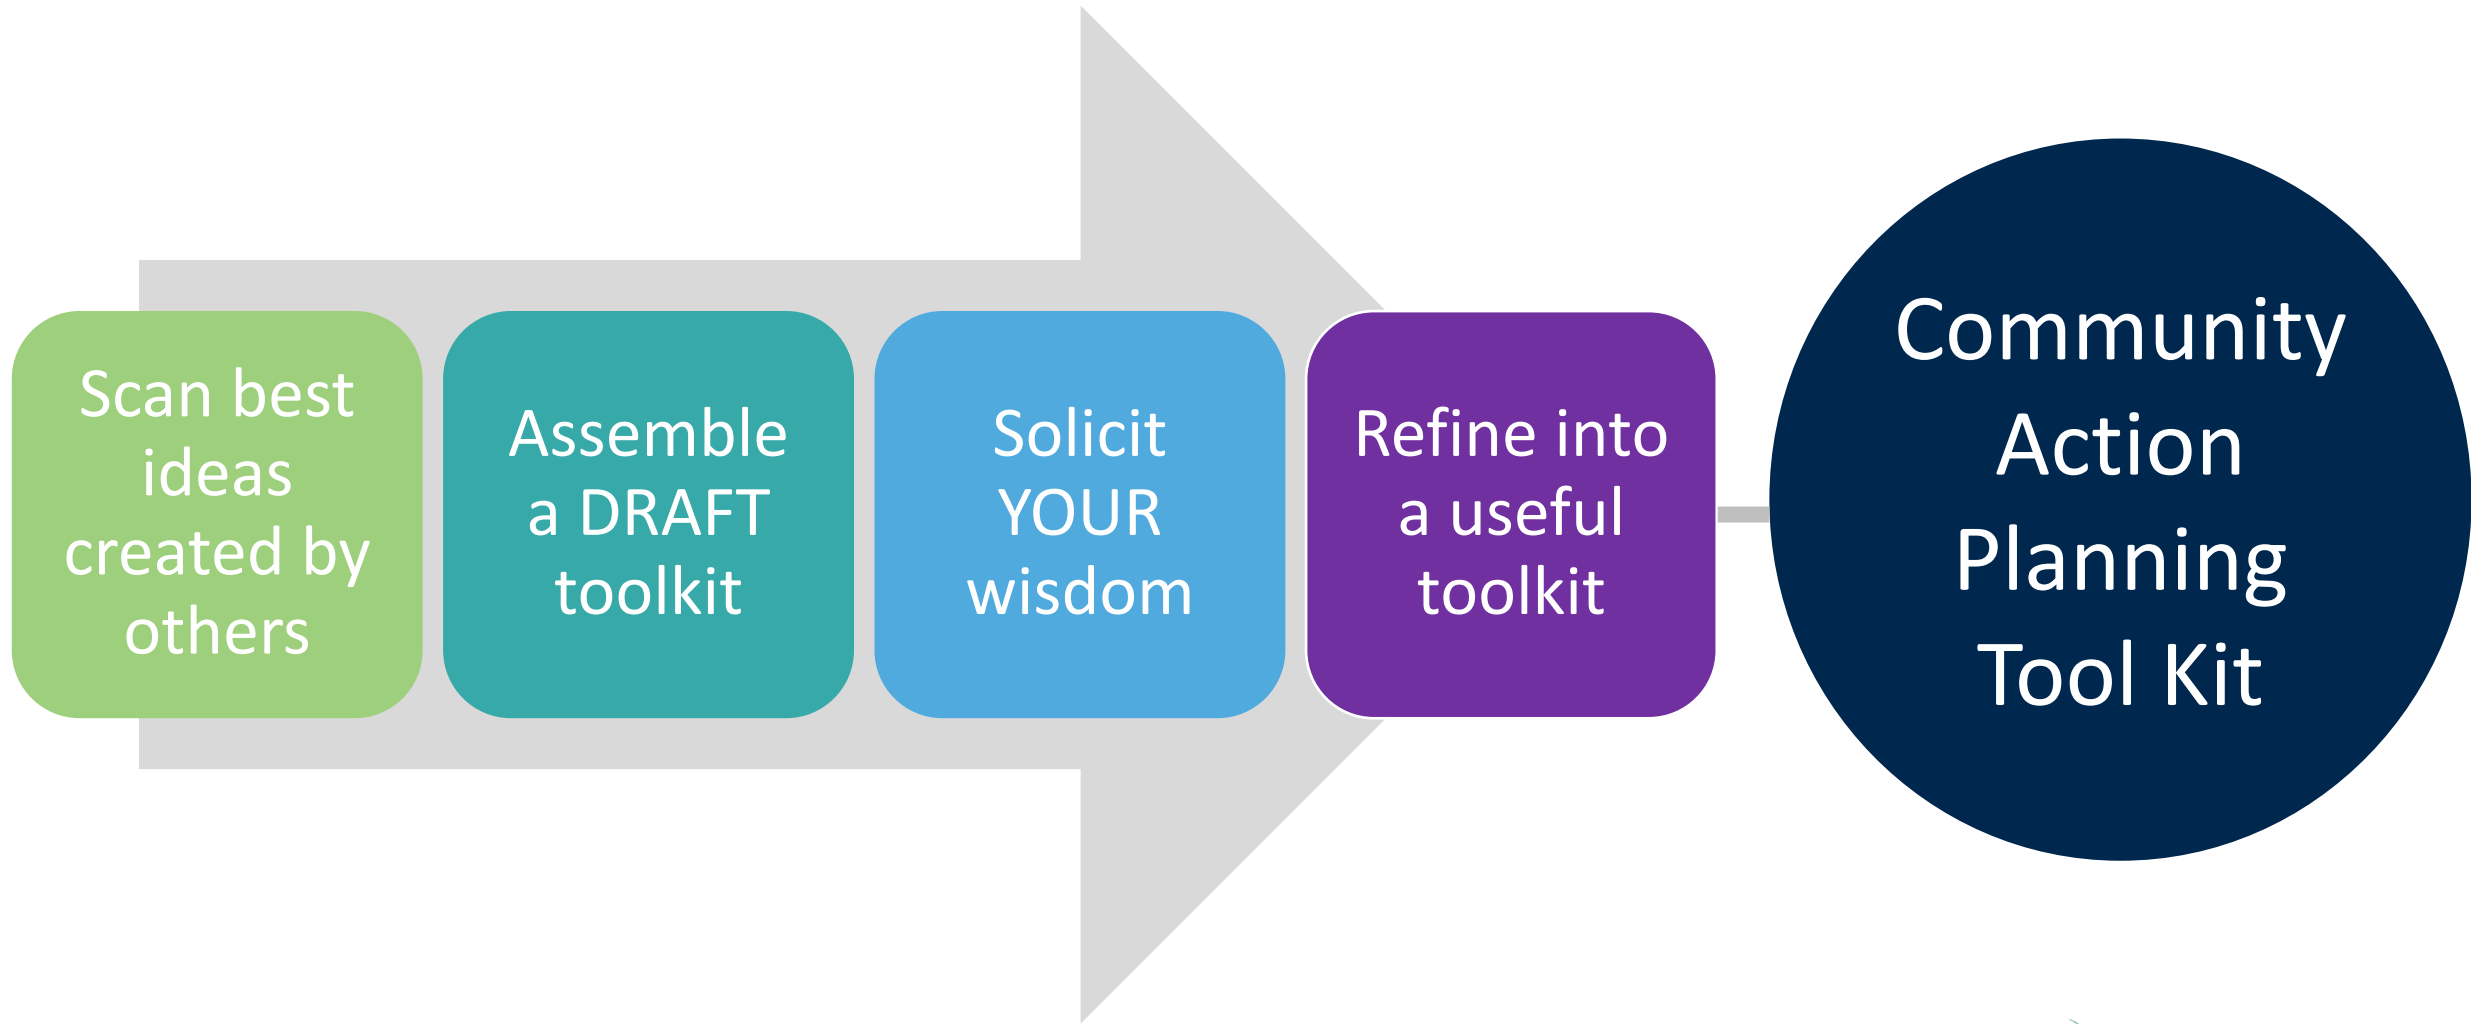 Scan best
ideas
created by
others
Assemble
a DRAFT
toolkit
Solicit
YOUR
wisdom
Refine into
a useful
toolkit
Community
Action
Planning
Tool Kit